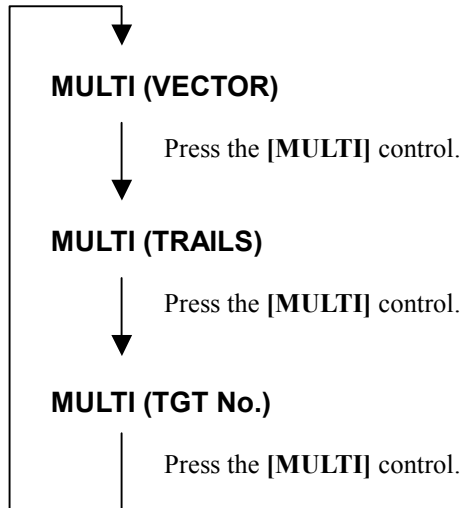 MULTI (VECTOR)
Press the [MULTI] control.
MULTI (TRAILS)
Press the [MULTI] control.
MULTI (TGT No.)
Press the [MULTI] control.